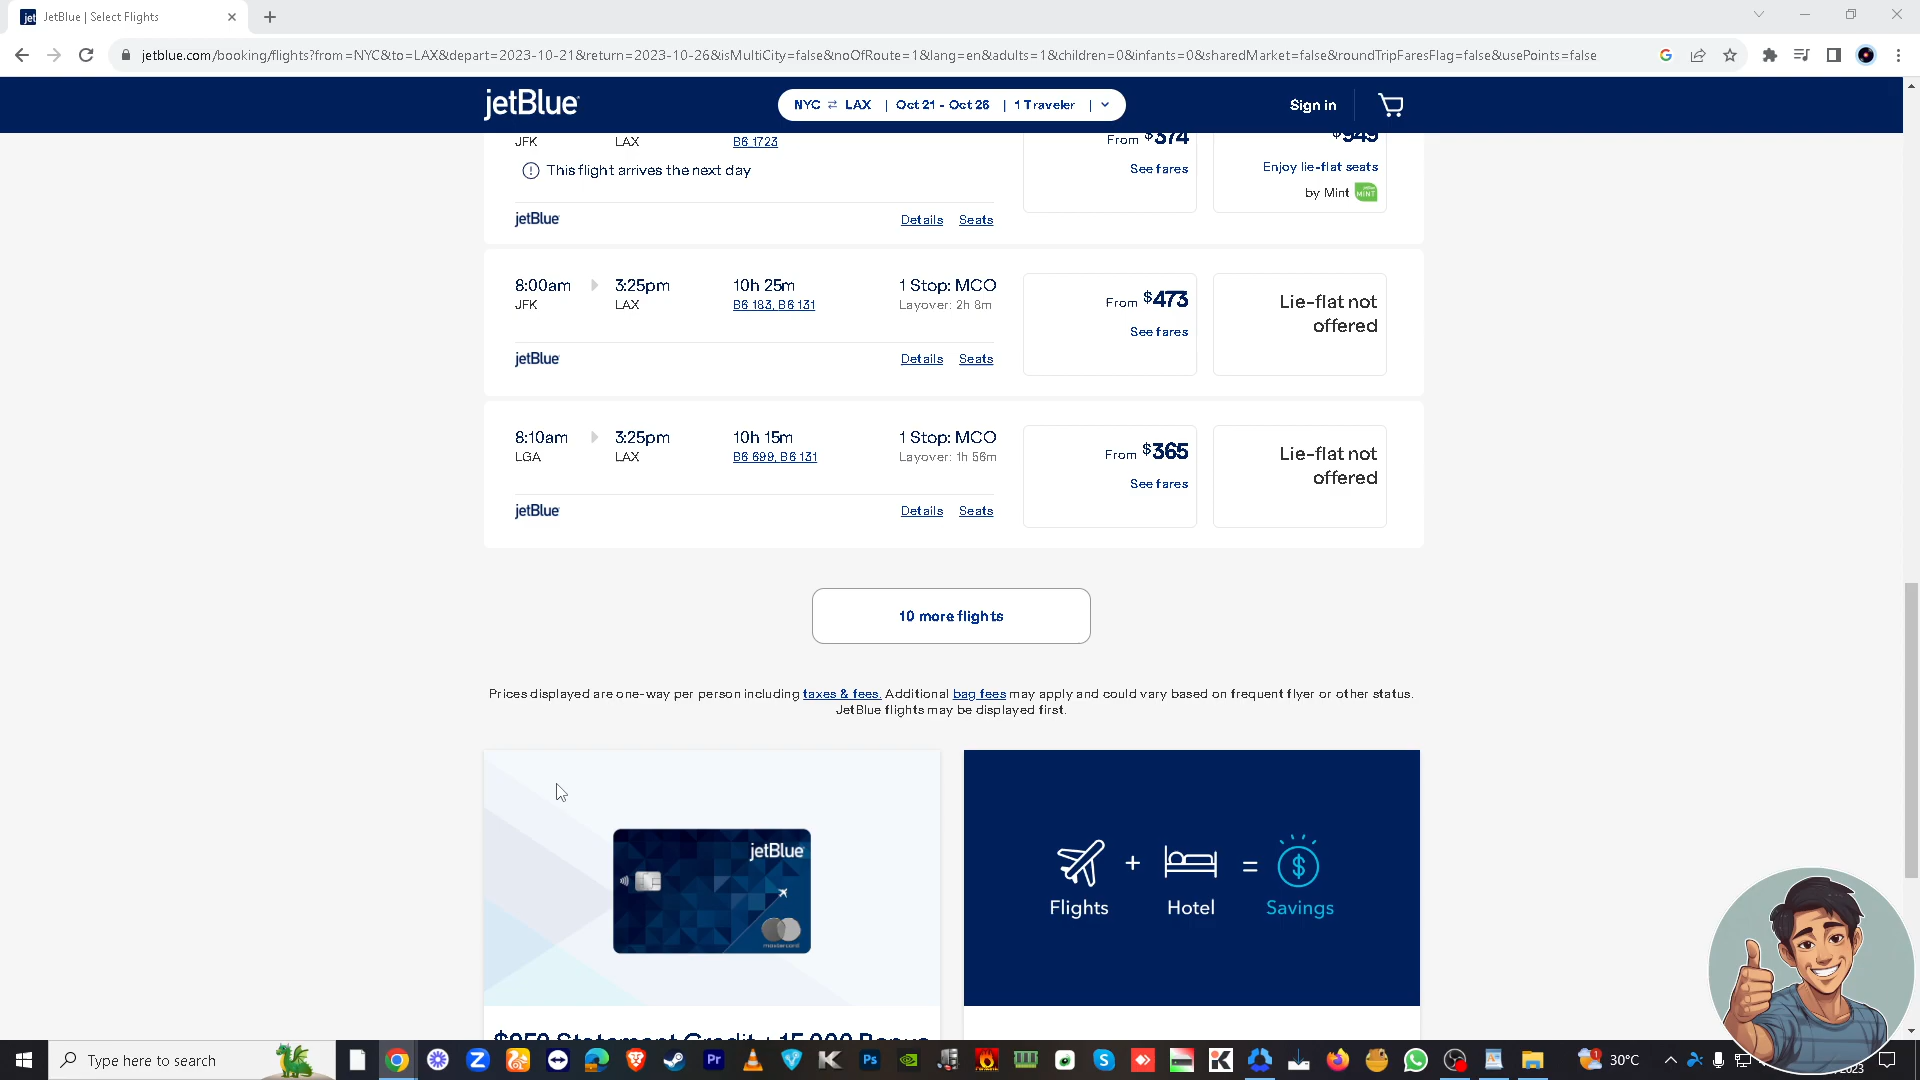 JetBlue | Select Flights
jetblue.com/booking/flights?from=NYC&to=LAX&depart=2023-10-21&return=2023-10-26&isMultiCity=false&noOfRoute=1&lang=en&adults=1&children=0&infants=0&sharedMarket=false&roundTripFaresFlag=false&usePoints=false
jetBlue
NYC ⇄ LAX | Oct 21 - Oct 26 | 1 Traveler |
Sign in
JFK LAX B6 1723 From $374 $949
This flight arrives the next day
See fares
Enjoy lie-flat seats
by Mint MINT
jetBlue Details Seats
8:00am 3:25pm 10h 25m 1 Stop: MCO
JFK LAX B6 183, B6 131 Layover: 2h 8m
From $473
See fares
Lie-flat not
offered
jetBlue Details Seats
8:10am 3:25pm 10h 15m 1 Stop: MCO
LGA LAX B6 699, B6 131 Layover: 1h 56m
From $365
See fares
Lie-flat not
offered
jetBlue Details Seats
10 more flights
Prices displayed are one-way per person including taxes & fees. Additional bag fees may apply and could vary based on frequent flyer or other status.
JetBlue flights may be displayed first.
jetBlue
mastercard
Flights + Hotel = Savings
$
Type here to search
30°C